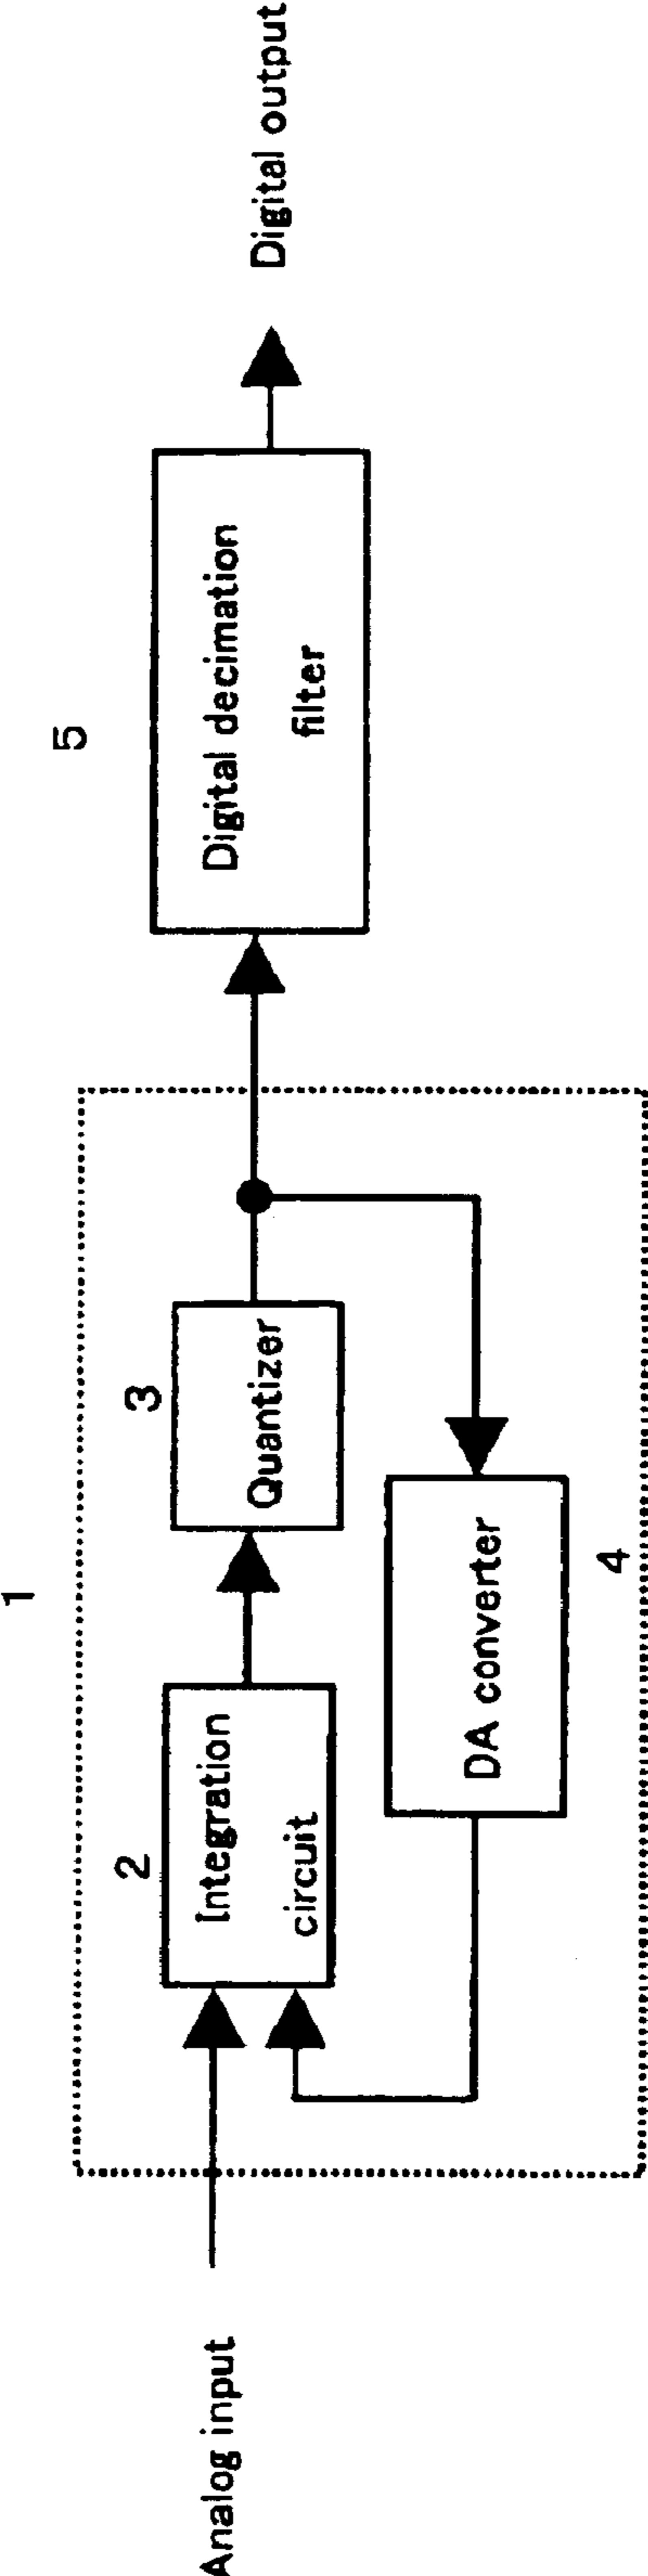 1
5
2
3
Integration
circuit
Quantizer
Digital decimation
filter
Analog input
Digital output
DA converter
4